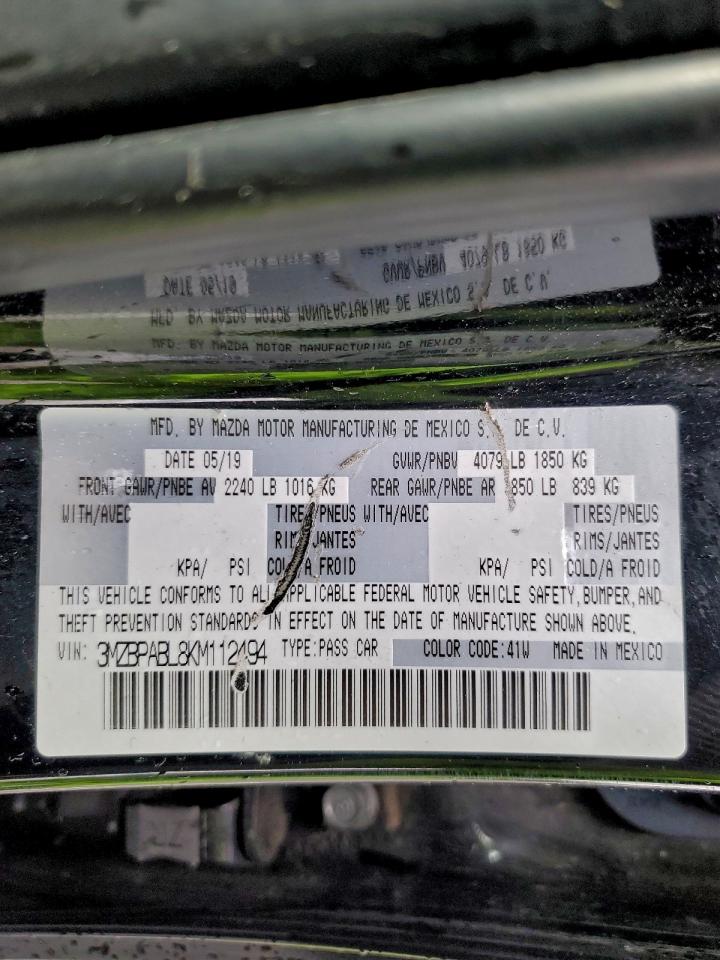 MFD. BY MAZDA MOTOR MANUFACTURING DE MEXICO S. DE C.V.
DATE 05/19 GVWR/PNBV 4079 LB 1850 KG
FRONT GAWR/PNBE AV 2240 LB 1016 KG REAR GAWR/PNBE AR 850 LB 839 KG
WITH/AVEC TIRES/PNEUS WITH/AVEC TIRES/PNEUS
RIMS/JANTES RIMS/JANTES
KPA/ PSI COLD/A FROID KPA/ PSI COLD/A FROID
THIS VEHICLE CONFORMS TO ALL APPLICABLE FEDERAL MOTOR VEHICLE SAFETY, BUMPER, AND
THEFT PREVENTION STANDARDS IN EFFECT ON THE DATE OF MANUFACTURE SHOWN ABOVE.
VIN: 3MZBPABL8KM112494 TYPE:PASS CAR COLOR CODE:41W MADE IN MEXICO